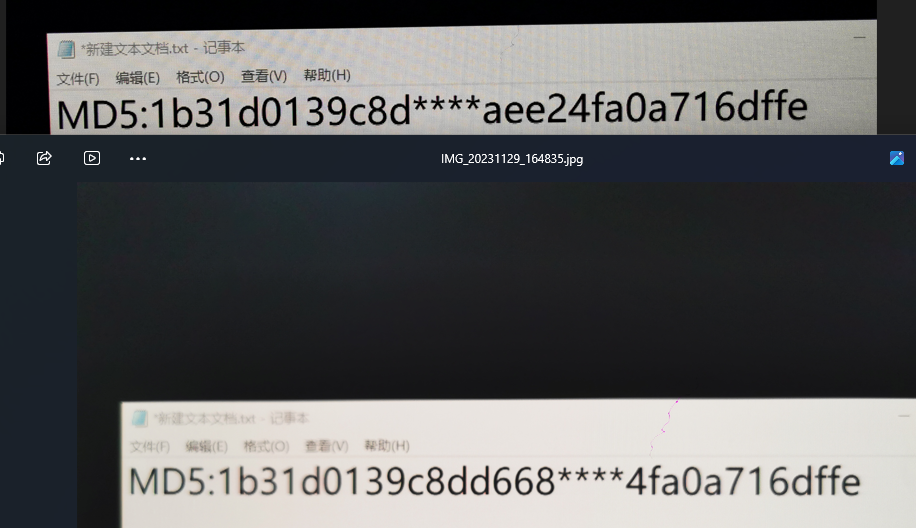 *新建文本文档.txt - 记事本
文件(F) 编辑(E) 格式(O) 查看(V) 帮助(H)
MD5:1b31d0139c8d****aee24fa0a716dffe
IMG_20231129_164835.jpg
*新建文本文档.txt - 记事本
文件(F) 编辑(E) 格式(O) 查看(V) 帮助(H)
MD5:1b31d0139c8dd668****4fa0a716dffe